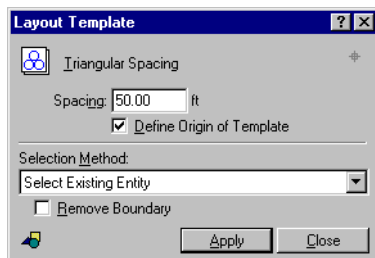 Layout Template
Triangular Spacing
Spacing: 50.00 ft
Define Origin of Template
Selection Method:
Select Existing Entity
Remove Boundary
Apply Close